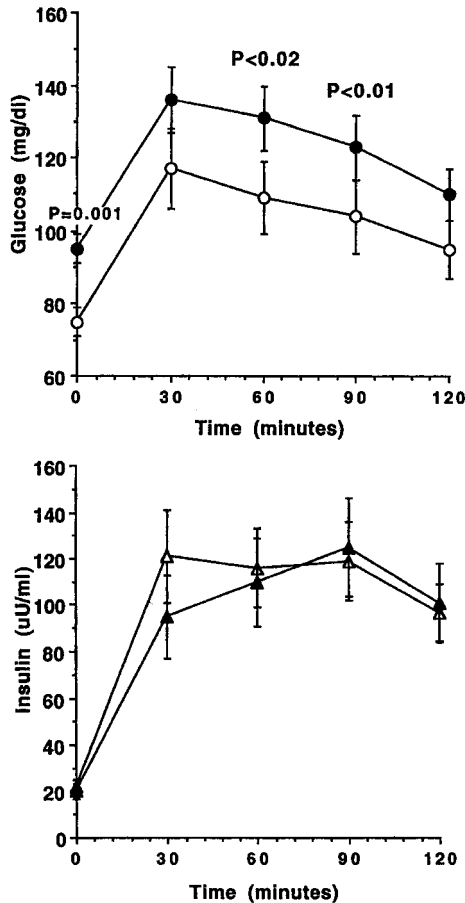 160
140
120
100
80
60
Glucose (mg/dl)
P=0.001
P<0.02
P<0.01
0 30 60 90 120
Time (minutes)
160
140
120
100
80
60
40
20
0
Insulin (uU/ml)
0 30 60 90 120
Time (minutes)